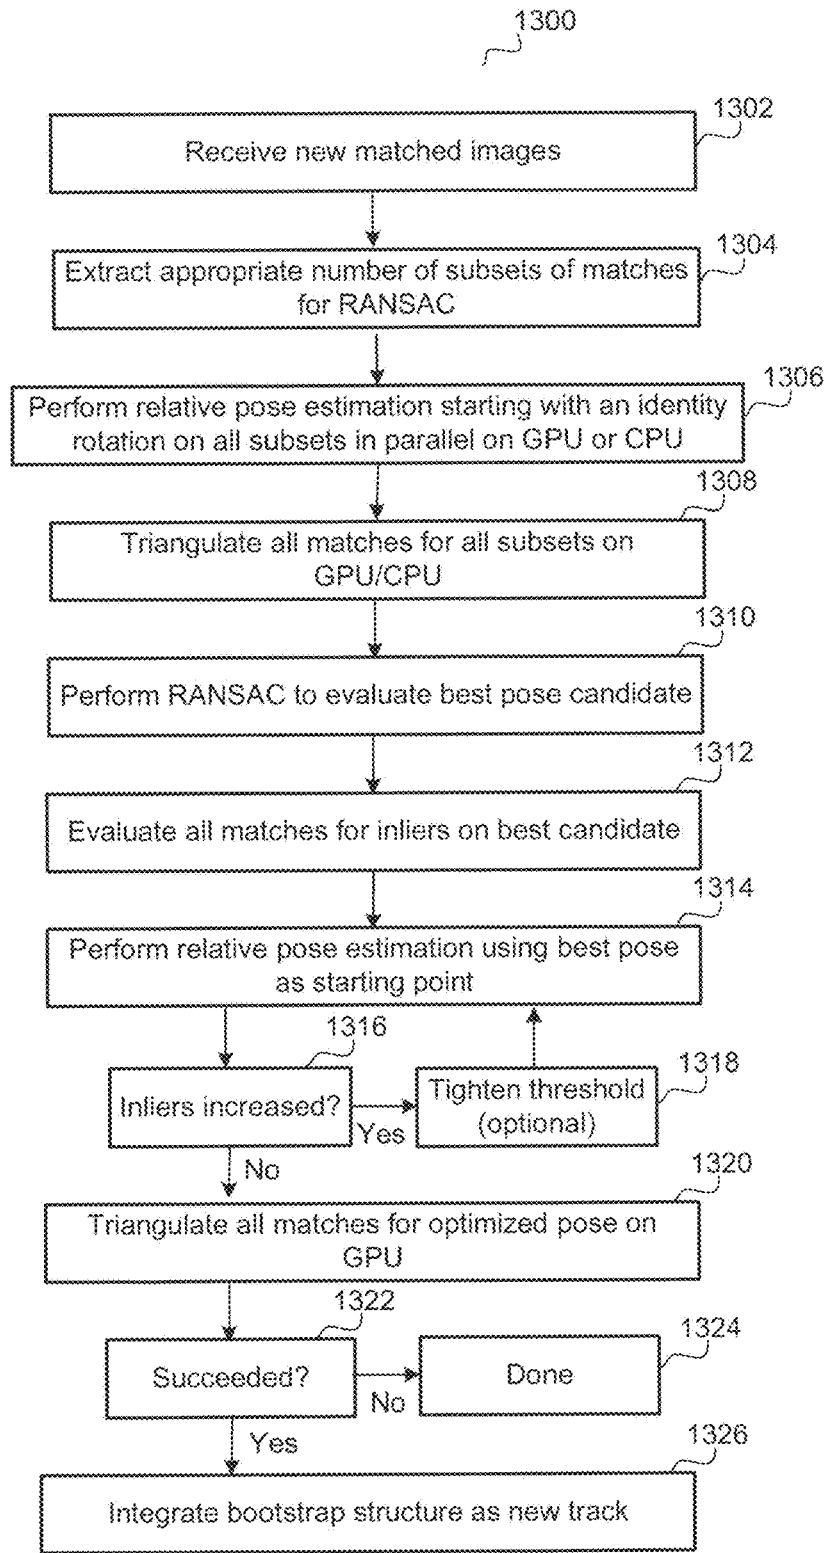 1300
1302
Receive new matched images
1304
Extract appropriate number of subsets of matches
for RANSAC
1306
Perform relative pose estimation starting with an identity
rotation on all subsets in parallel on GPU or CPU
1308
Triangulate all matches for all subsets on
GPU/CPU
1310
Perform RANSAC to evaluate best pose candidate
1312
Evaluate all matches for inliers on best candidate
1314
Perform relative pose estimation using best pose
as starting point
1316
Inliers increased?
Yes
1318
Tighten threshold
(optional)
No
1320
Triangulate all matches for optimized pose on
GPU
1322
Succeeded?
No
1324
Done
Yes
1326
Integrate bootstrap structure as new track